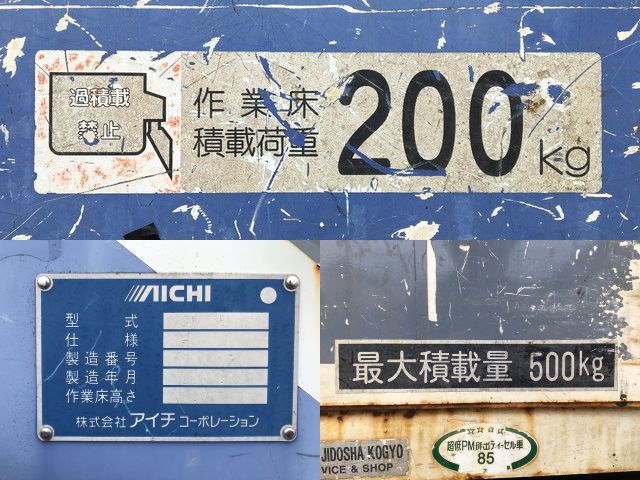 過積載
禁止
作業床
積載荷重
200kg
AICHI
型式
仕様
製造番号
製造年月
作業床高さ
株式会社アイチコーポレーション
最大積載量 500kg
JIDOSHA KOGYO
VICE & SHOP
超低PM排出ディーゼル車
85